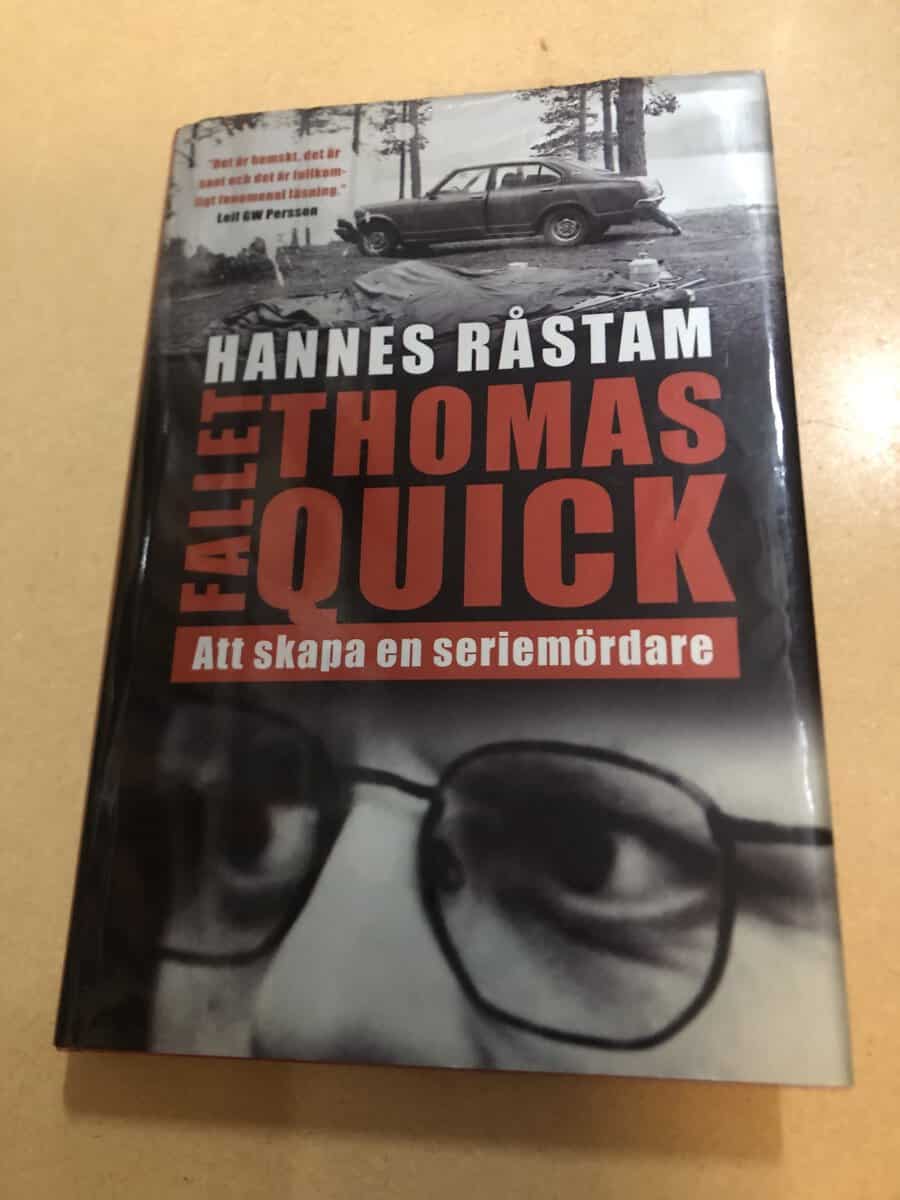 "Det är hemskt, det är
sant och det är fullkom-
ligt fenomenal läsning."
Leif GW Persson
HANNES RÅSTAM
FALLET
THOMAS
QUICK
Att skapa en seriemördare